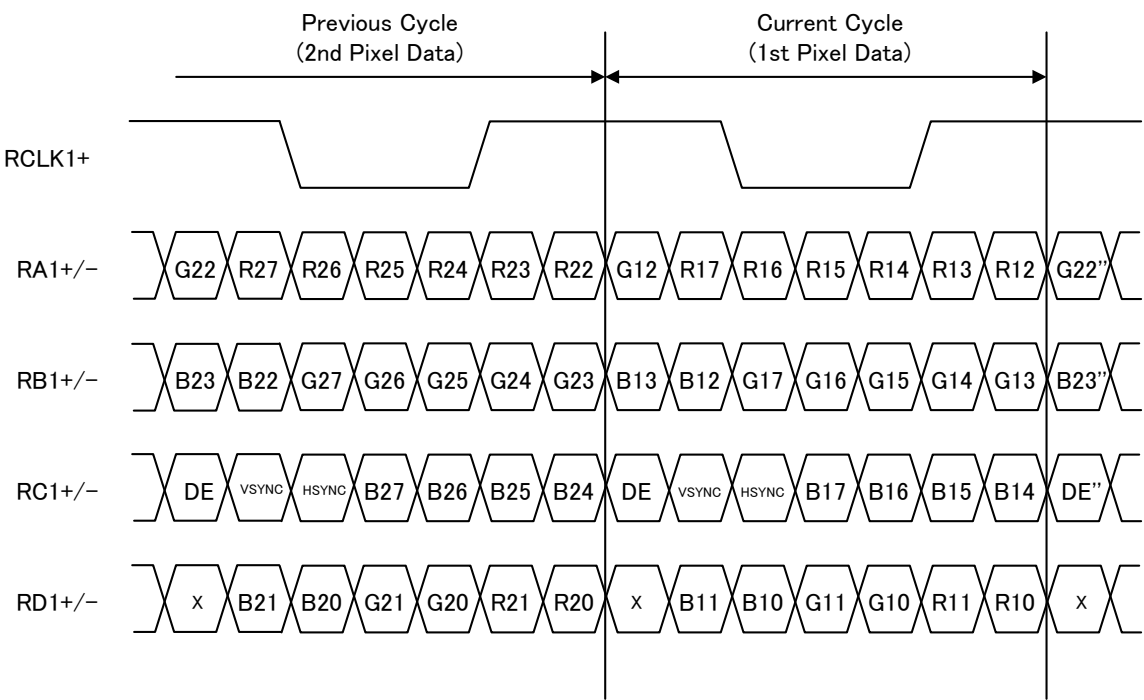 Previous Cycle
(2nd Pixel Data)
Current Cycle
(1st Pixel Data)
RCLK1+
RA1+/- G22 R27 R26 R25 R24 R23 R22 G12 R17 R16 R15 R14 R13 R12 G22''
RB1+/- B23 B22 G27 G26 G25 G24 G23 B13 B12 G17 G16 G15 G14 G13 B23''
RC1+/- DE VSYNC HSYNC B27 B26 B25 B24 DE VSYNC HSYNC B17 B16 B15 B14 DE''
RD1+/- X B21 B20 G21 G20 R21 R20 X B11 B10 G11 G10 R11 R10 X